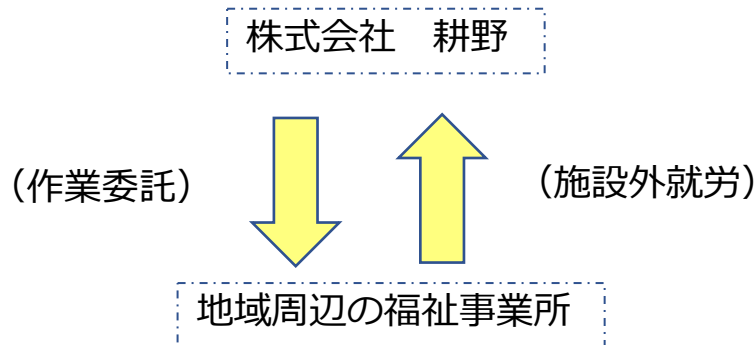 株式会社　耕野
（作業委託）
（施設外就労）
地域周辺の福祉事業所